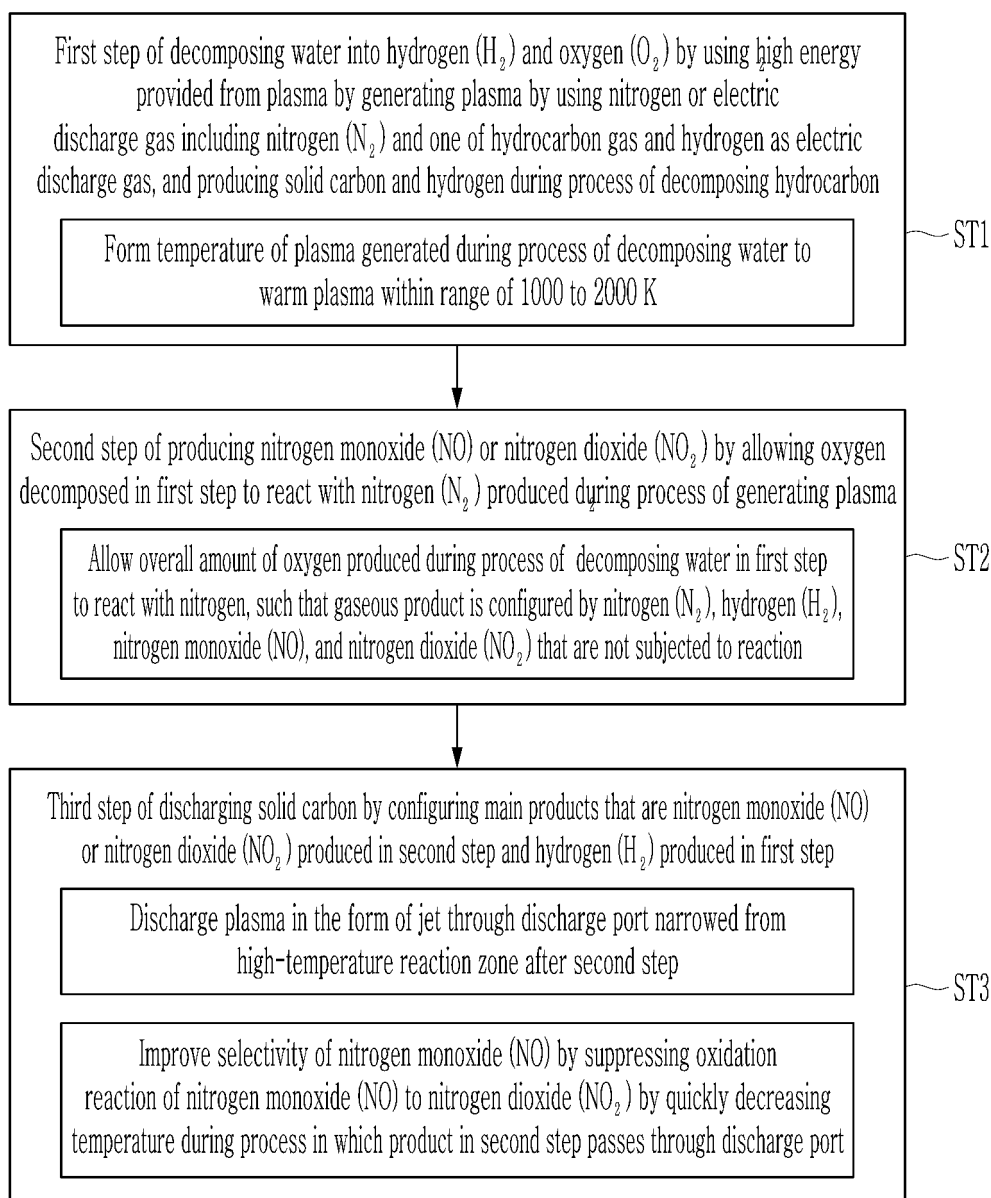 First step of decomposing water into hydrogen (H₂) and oxygen (O₂) by using high energy
provided from plasma by generating plasma by using nitrogen or electric
discharge gas including nitrogen (N₂) and one of hydrocarbon gas and hydrogen as electric
discharge gas, and producing solid carbon and hydrogen during process of decomposing hydrocarbon
Form temperature of plasma generated during process of decomposing water to
warm plasma within range of 1000 to 2000 K
ST1
Second step of producing nitrogen monoxide (NO) or nitrogen dioxide (NO₂) by allowing oxygen
decomposed in first step to react with nitrogen (N₂) produced during process of generating plasma
Allow overall amount of oxygen produced during process of decomposing water in first step
to react with nitrogen, such that gaseous product is configured by nitrogen (N₂), hydrogen (H₂),
nitrogen monoxide (NO), and nitrogen dioxide (NO₂) that are not subjected to reaction
ST2
Third step of discharging solid carbon by configuring main products that are nitrogen monoxide (NO)
or nitrogen dioxide (NO₂) produced in second step and hydrogen (H₂) produced in first step
Discharge plasma in the form of jet through discharge port narrowed from
high-temperature reaction zone after second step
ST3
Improve selectivity of nitrogen monoxide (NO) by suppressing oxidation
reaction of nitrogen monoxide (NO) to nitrogen dioxide (NO₂) by quickly decreasing
temperature during process in which product in second step passes through discharge port